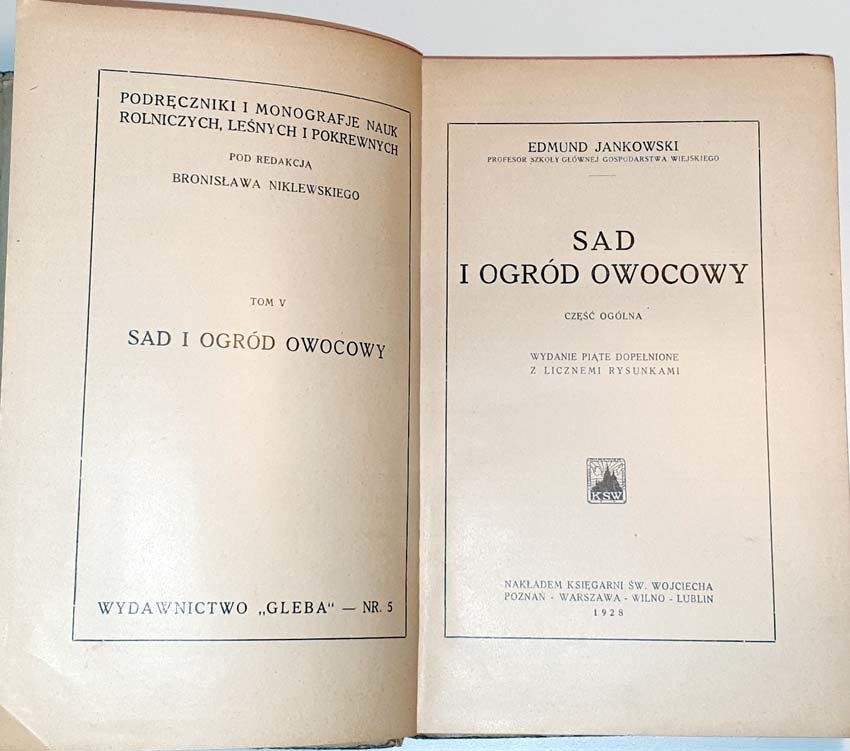 PODRĘCZNIKI I MONOGRAFJE NAUK
ROLNICZYCH, LEŚNYCH I POKREWNYCH
POD REDAKCJĄ
BRONISŁAWA NIKLEWSKIEGO
TOM V
SAD I OGRÓD OWOCOWY
WYDAWNICTWO „GLEBA" — NR. 5
EDMUND JANKOWSKI
PROFESOR SZKOŁY GŁÓWNEJ GOSPODARSTWA WIEJSKIEGO
SAD
I OGRÓD OWOCOWY
CZĘŚĆ OGÓLNA
WYDANIE PIĄTE DOPEŁNIONE
Z LICZNEMI RYSUNKAMI
KSW
NAKŁADEM KSIĘGARNI ŚW. WOJCIECHA
POZNAŃ - WARSZAWA - WILNO - LUBLIN
1928